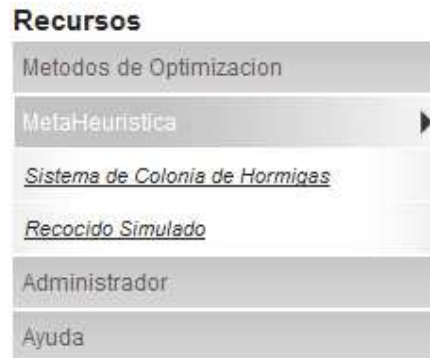 Recursos
Metodos de Optimizacion
MetaHeuristica
Sistema de Colonia de Hormigas
Recocido Simulado
Administrador
Ayuda